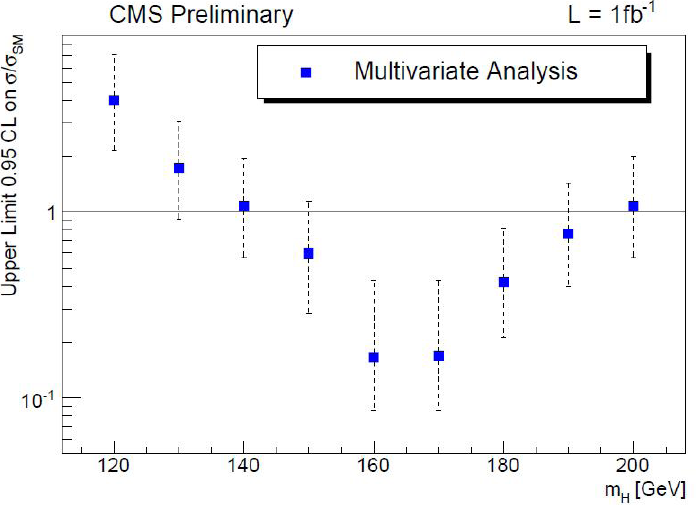 CMS Preliminary
L = 1fb-1
Multivariate Analysis
Upper Limit 0.95 CL on σ/σSM
1
10-1
120 140 160 180 200
mH [GeV]